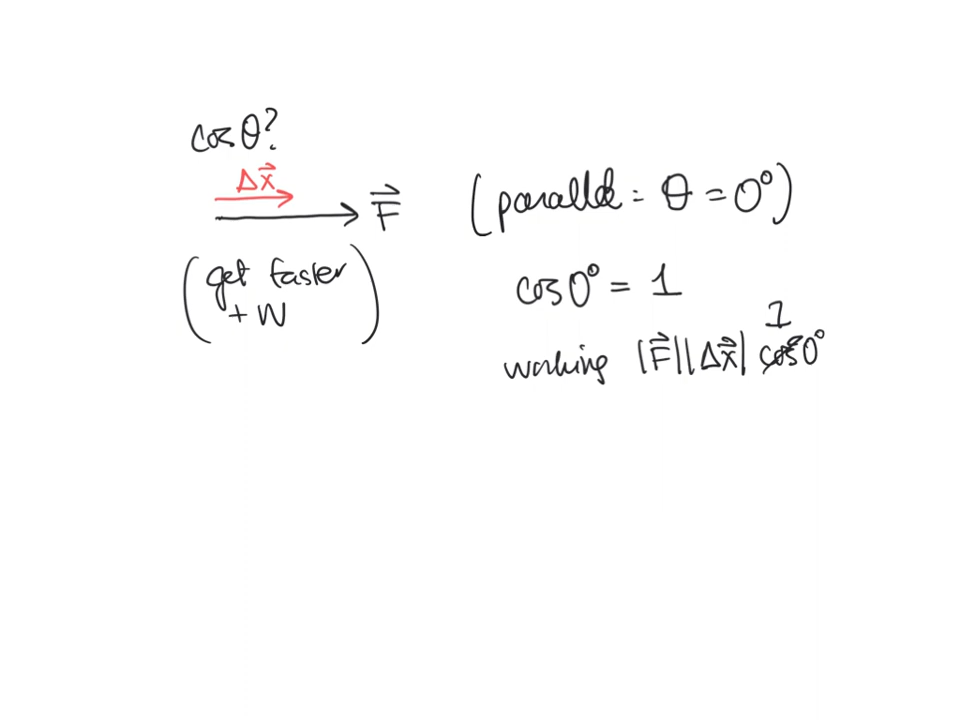 cos θ?
Δx⃗
F⃗
(parallel = θ = 0°)
(get faster
+ W)
cos 0° = 1
1
working |F⃗||Δx⃗| cos 0°